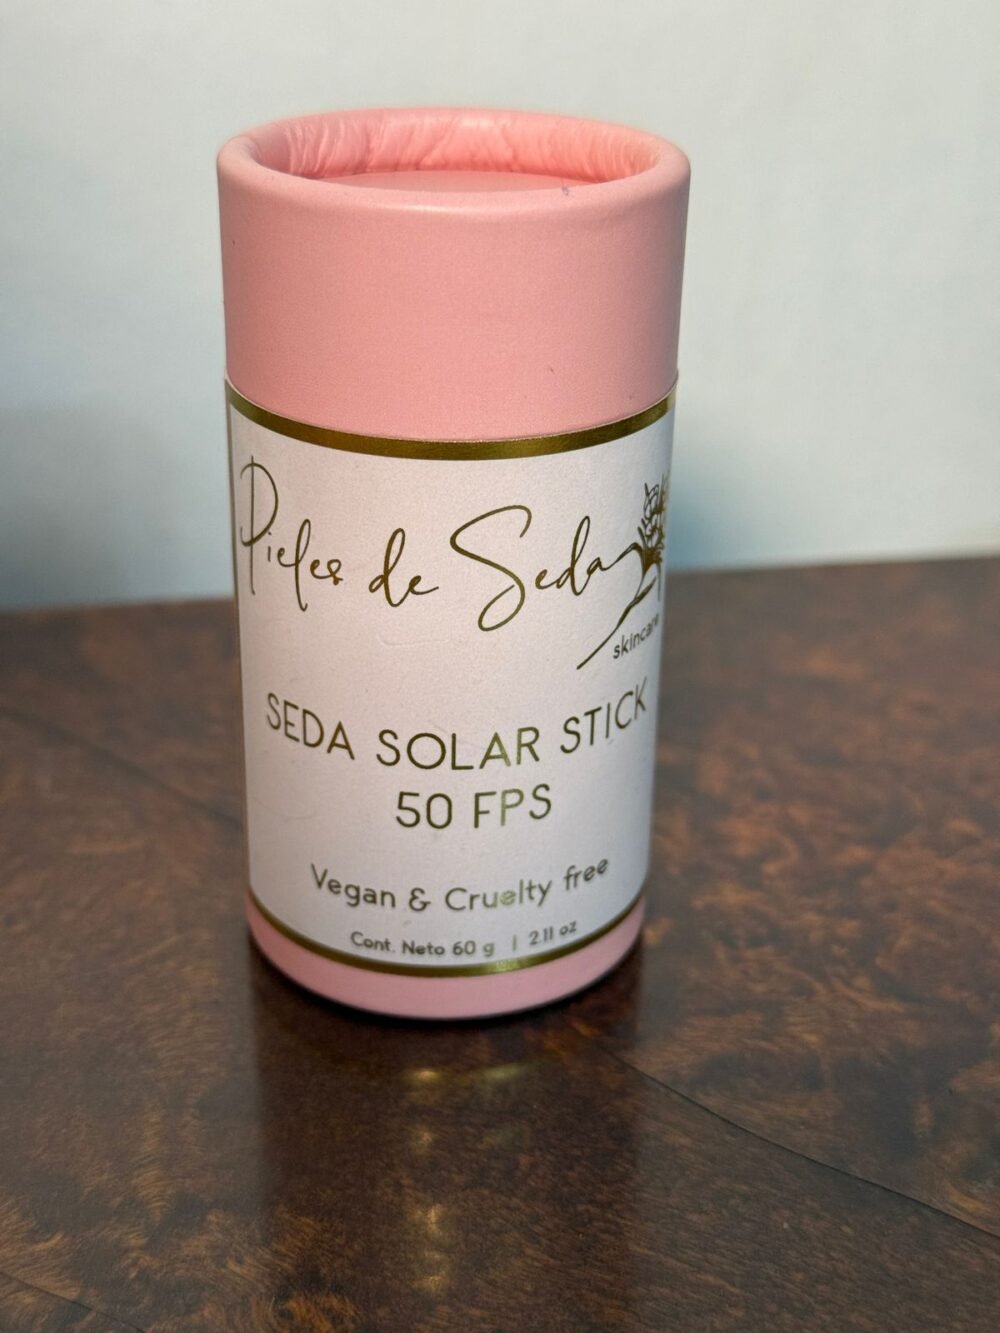 Pieles de Seda
skincare
SEDA SOLAR STICK
50 FPS
Vegan & Cruelty free
Cont. Neto 60 g | 2.11 oz